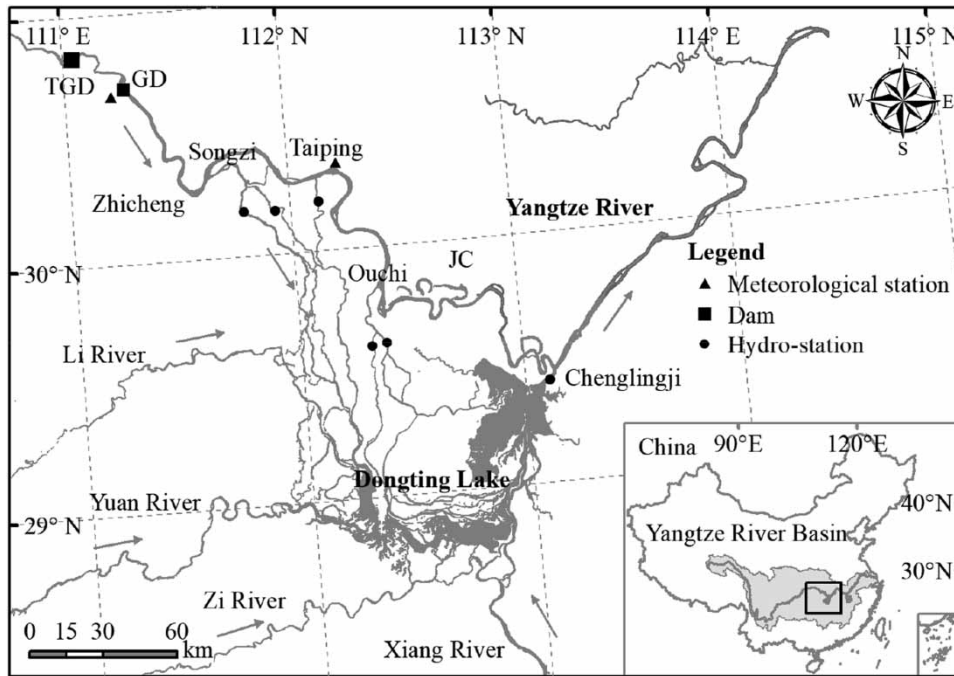 111° E
112° E
113° E
114° E
115° E
TGD
GD
N
W
E
S
Songzi
Taiping
Zhicheng
Yangtze River
30° N
Ouchi
JC
Legend
Meteorological station
Dam
Hydro-station
Li River
Chenglingji
Dongting Lake
Yuan River
29° N
Zi River
Xiang River
0 15 30 60
km
China
90°E
120°E
40°N
Yangtze River Basin
30°N